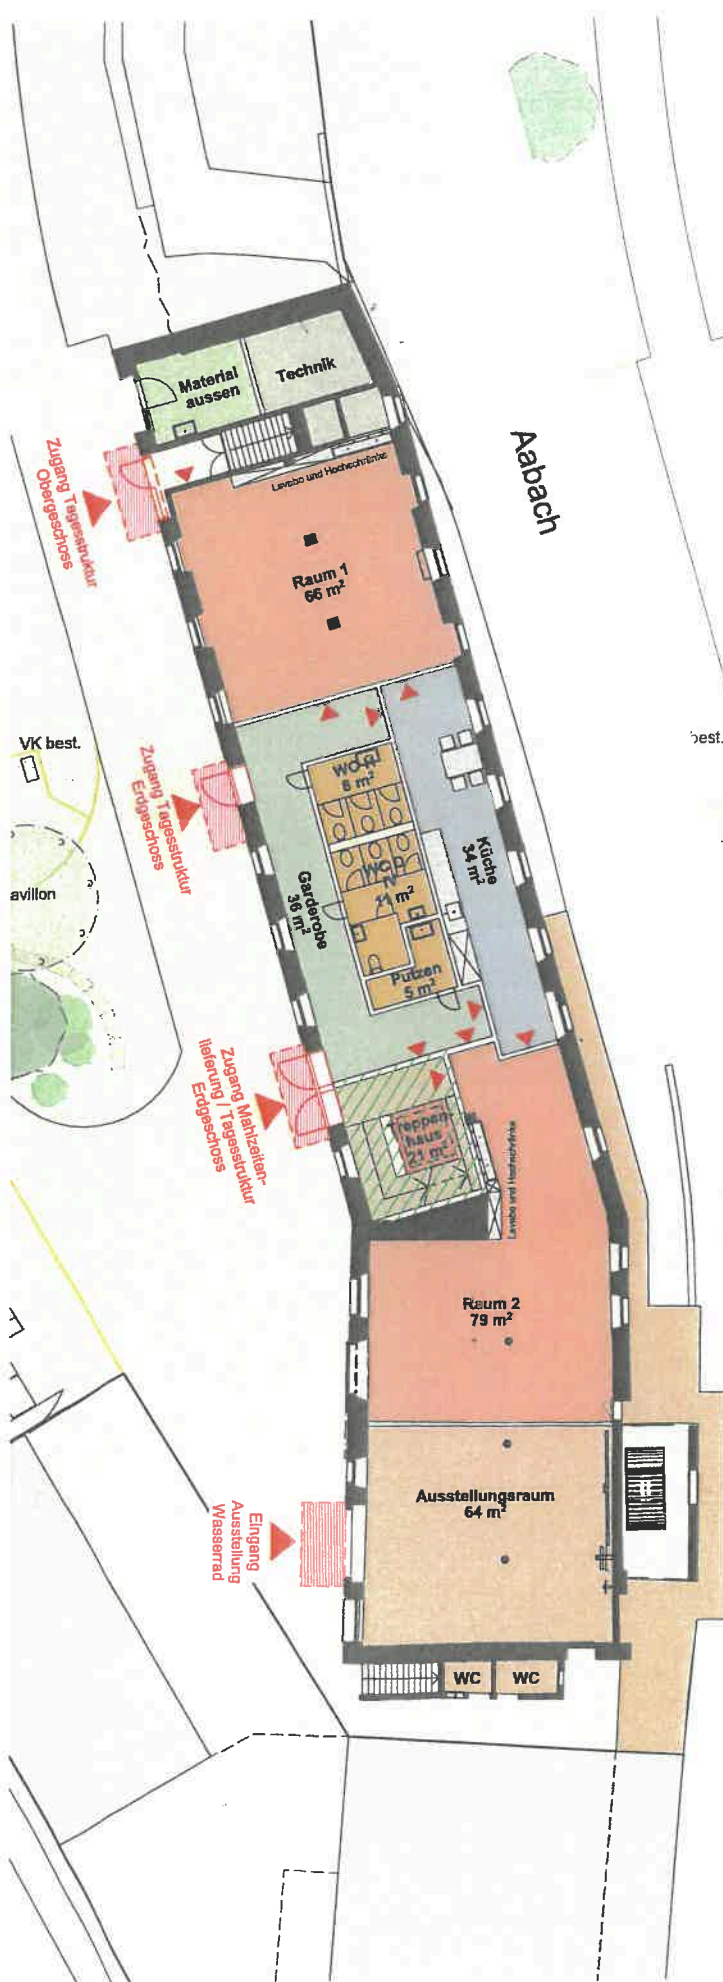 Material
aussen
Technik
Zugang Tagesstruktur
Obergeschoss
Lavabo und Hochschränke
Aabach
Raum 1
66 m²
VK best.
best.
Zugang Tagesstruktur
Erdgeschoss
8 m²
Küche
34 m²
Garderobe
36 m²
11 m²
Putzen
5 m²
avillon
Zugang Mahlzeiten-
lieferung / Tagesstruktur
Erdgeschoss
reppen-
haus
21 m²
Lavabo und Hochschränke
Raum 2
79 m²
Ausstellungsraum
64 m²
Eingang
Ausstellung
Wasserrad
WC
WC